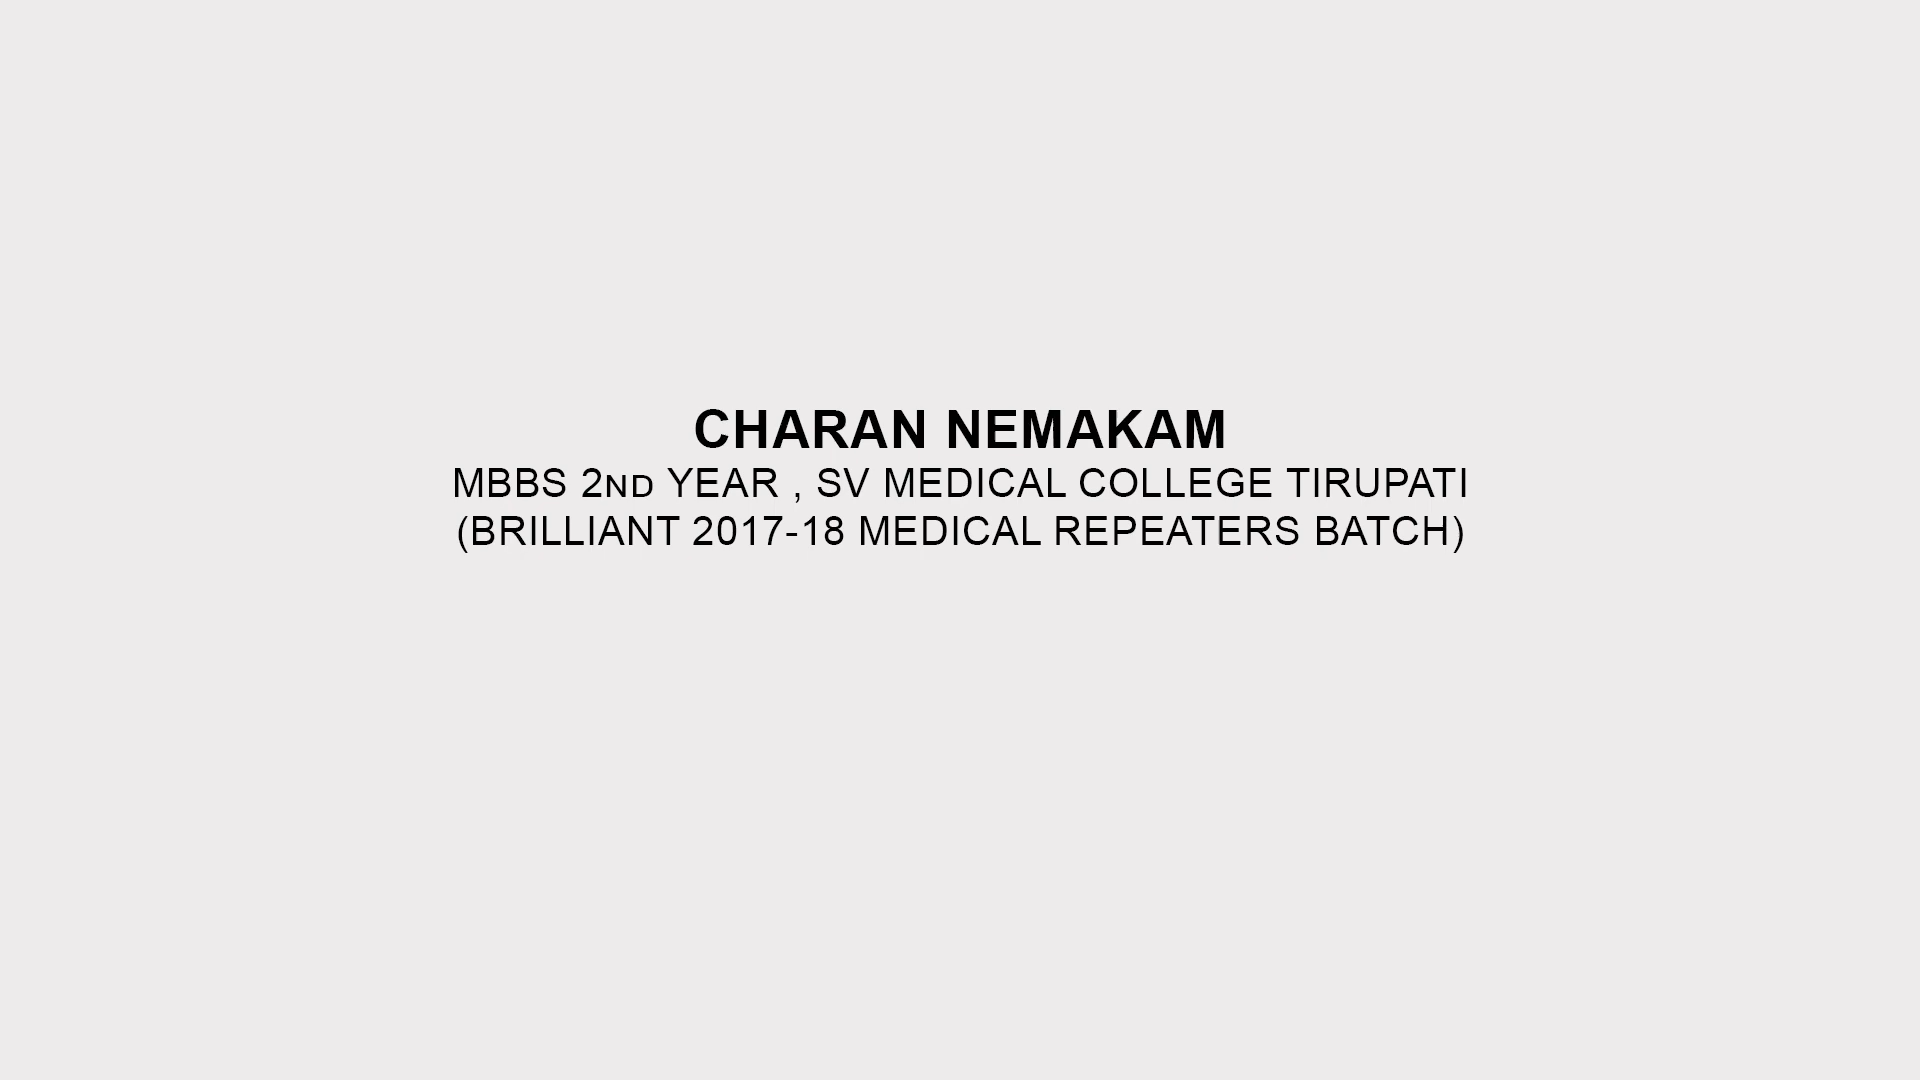 CHARAN NEMAKAM
MBBS 2ND YEAR , SV MEDICAL COLLEGE TIRUPATI
(BRILLIANT 2017-18 MEDICAL REPEATERS BATCH)